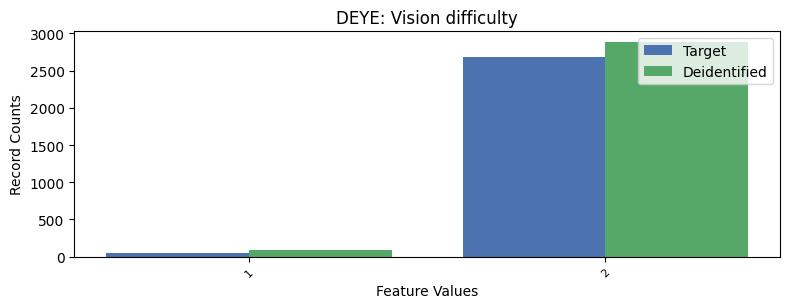 DEYE: Vision difficulty
Target
Deidentified
Record Counts
3000
2500
2000
1500
1000
500
0
1
2
Feature Values